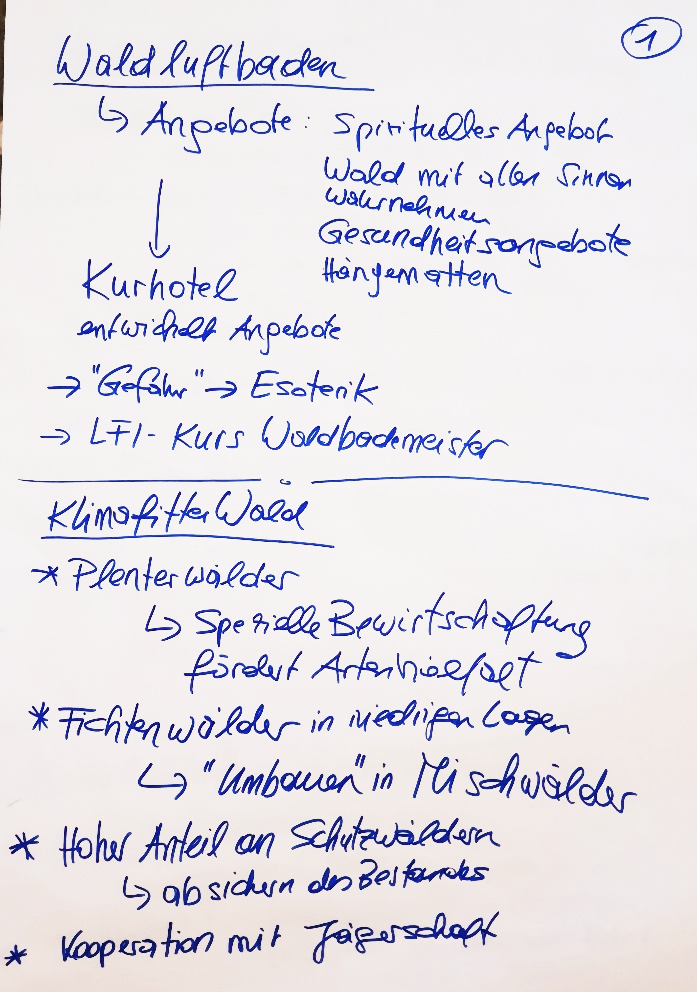 1
Waldluftbaden
↳ Angebote: Spirituelles Angebot
Wald mit allen Sinnen
wahrnehmen
Gesundheitsangebote
Hängematten
↓
Kurhotel
entwickelt Angebote
→ "Gefahr" → Esoterik
→ LFI-Kurs Waldbademeister
Klimafitter Wald
* Plenterwälder
↳ Spezielle Bewirtschaftung
fördert Artenvielfalt
* Fichtenwälder in niedrigen Lagen
↳ "Umbauen" in Mischwälder
* Hoher Anteil an Schutzwäldern
↳ absichern des Bestandes
* Kooperation mit Jägerschaft